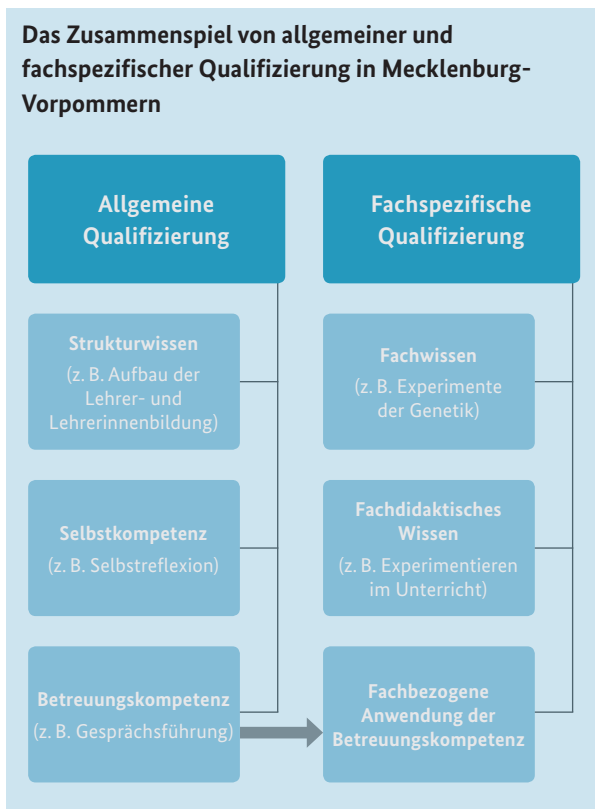 Das Zusammenspiel von allgemeiner und
fachspezifischer Qualifizierung in Mecklenburg-
Vorpommern
Allgemeine
Qualifizierung
Strukturwissen
(z. B. Aufbau der
Lehrer- und
Lehrerinnenbildung)
Selbstkompetenz
(z. B. Selbstreflexion)
Betreuungskompetenz
(z. B. Gesprächsführung)
Fachspezifische
Qualifizierung
Fachwissen
(z. B. Experimente
der Genetik)
Fachdidaktisches
Wissen
(z. B. Experimentieren
im Unterricht)
Fachbezogene
Anwendung der
Betreuungskompetenz